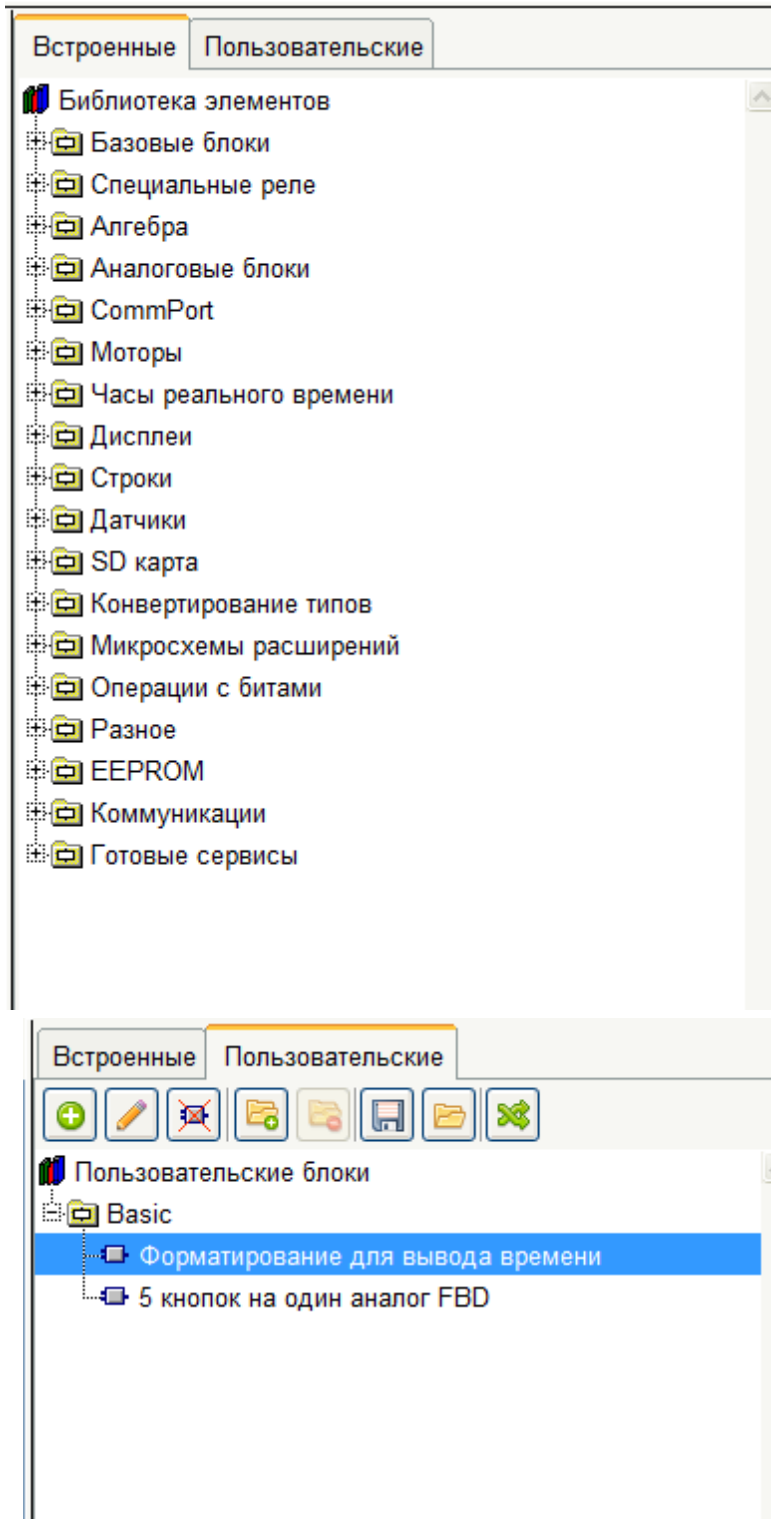 Встроенные Пользовательские
Библиотека элементов
Базовые блоки
Специальные реле
Алгебра
Аналоговые блоки
CommPort
Моторы
Часы реального времени
Дисплеи
Строки
Датчики
SD карта
Конвертирование типов
Микросхемы расширений
Операции с битами
Разное
EEPROM
Коммуникации
Готовые сервисы
Встроенные Пользовательские
Пользовательские блоки
Basic
Форматирование для вывода времени
5 кнопок на один аналог FBD